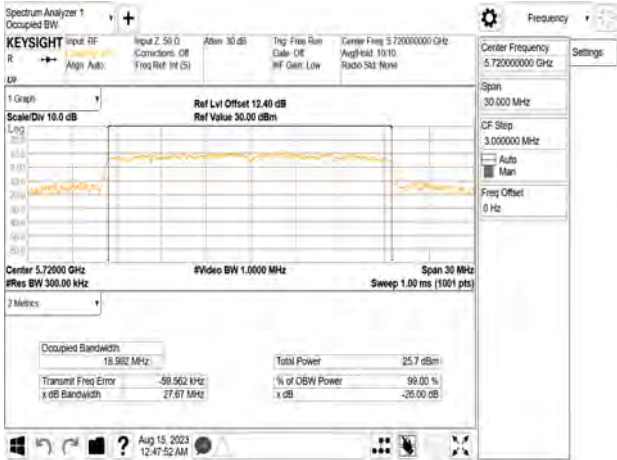 Spectrum Analyzer 1
Occupied BW
Frequency
KEYSIGHT
R
Input: RF
Align: Auto
Input Z: 50 Ω
Corrections: Off
Freq Ref: Int (S)
Atten: 30 dB
Trig: Free Run
Gate: Off
#IF Gain: Low
Center Freq: 5.720000000 GHz
Avg|Hold: 10/10
Radio Std: None
Center Frequency
5.720000000 GHz
Settings
Span
30.000 MHz
CF Step
3.000000 MHz
Auto
Man
Freq Offset
0 Hz
1 Graph
Scale/Div 10.0 dB
Log
Ref Lvl Offset 12.40 dB
Ref Value 30.00 dBm
Center 5.72000 GHz
#Res BW 300.00 kHz
#Video BW 1.0000 MHz
Span 30 MHz
Sweep 1.00 ms (1001 pts)
2 Metrics
Occupied Bandwidth
18.982 MHz
Total Power
25.7 dBm
Transmit Freq Error
-59.562 kHz
% of OBW Power
99.00 %
x dB Bandwidth
27.67 MHz
x dB
-26.00 dB
?
Aug 15, 2023
12:47:52 AM